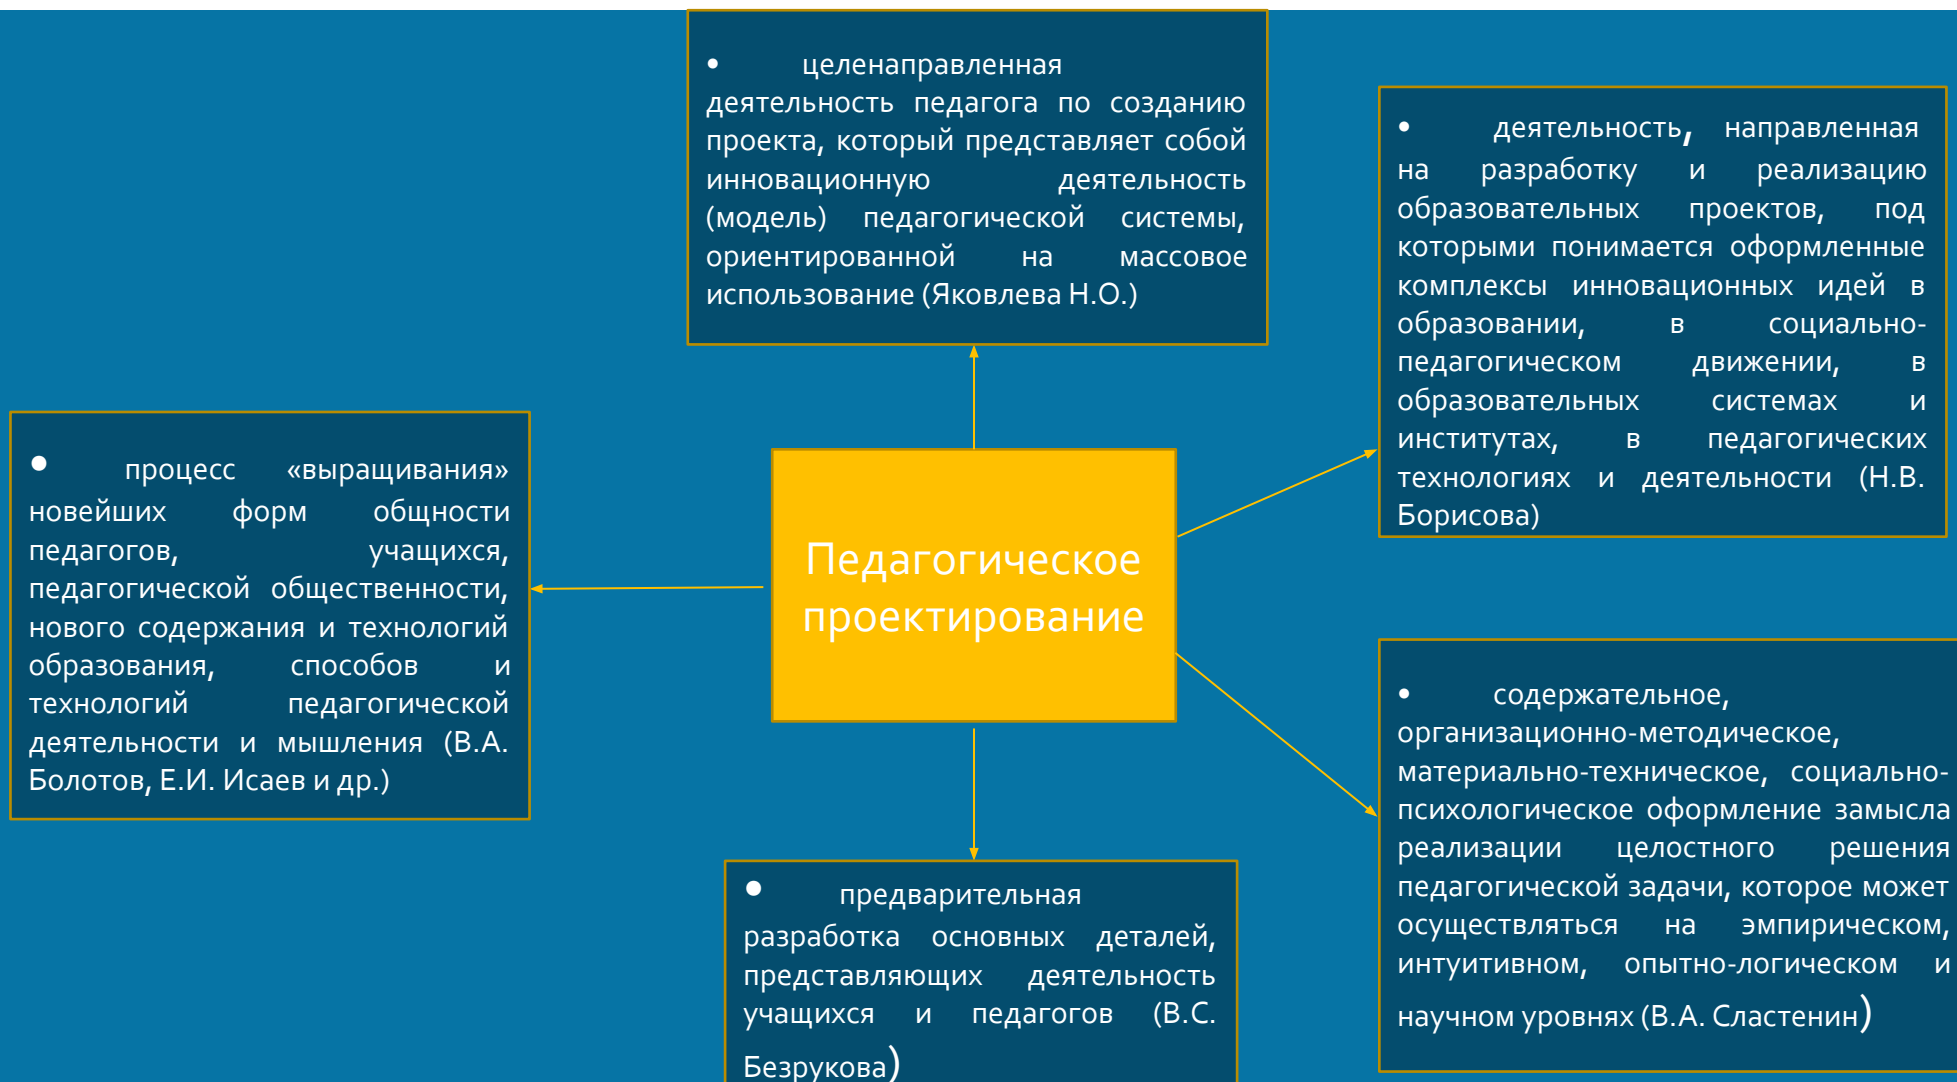 • целенаправленная
деятельность педагога по созданию
проекта, который представляет собой
инновационную деятельность
(модель) педагогической системы,
ориентированной на массовое
использование (Яковлева Н.О.)
• деятельность, направленная
на разработку и реализацию
образовательных проектов, под
которыми понимается оформленные
комплексы инновационных идей в
образовании, в социально-
педагогическом движении, в
образовательных системах и
институтах, в педагогических
технологиях и деятельности (Н.В.
Борисова)
• процесс «выращивания»
новейших форм общности
педагогов, учащихся,
педагогической общественности,
нового содержания и технологий
образования, способов и
технологий педагогической
деятельности и мышления (В.А.
Болотов, Е.И. Исаев и др.)
Педагогическое
проектирование
• содержательное,
организационно-методическое,
материально-техническое, социально-
психологическое оформление замысла
реализации целостного решения
педагогической задачи, которое может
осуществляться на эмпирическом,
интуитивном, опытно-логическом и
научном уровнях (В.А. Сластенин)
• предварительная
разработка основных деталей,
представляющих деятельность
учащихся и педагогов (В.С.
Безрукова)